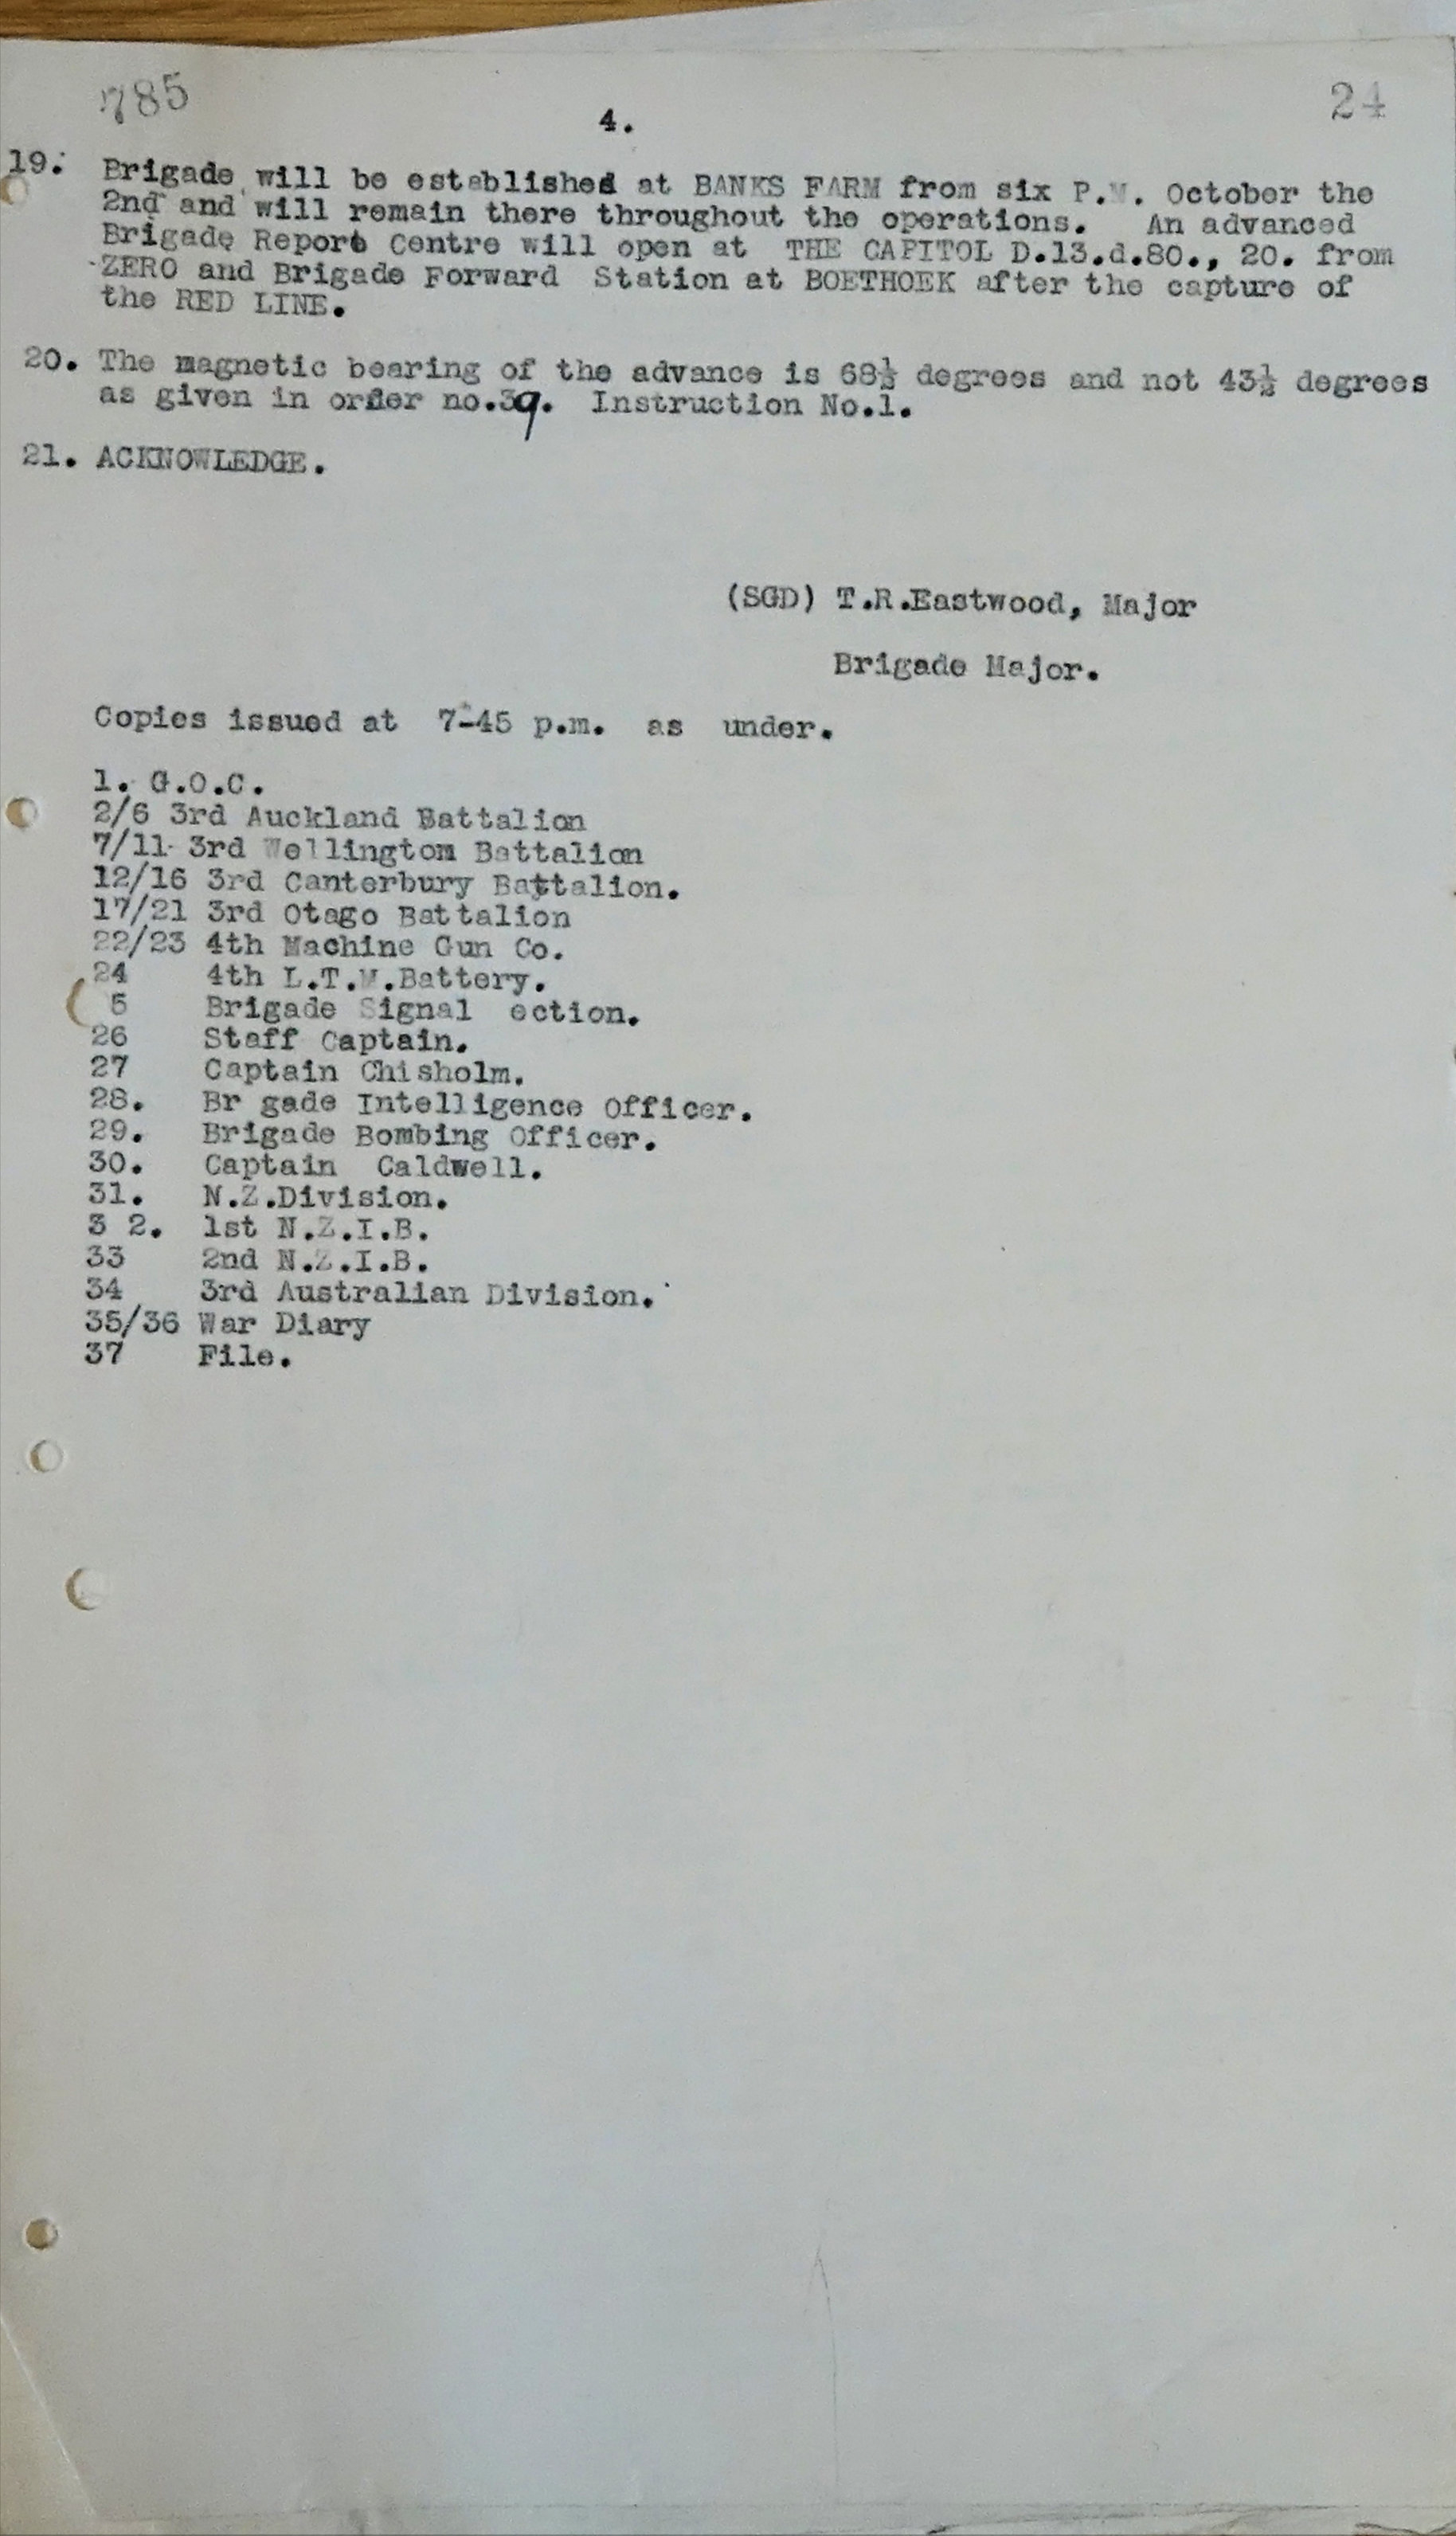 785
24
4.
19. Brigade will be established at BANKS FARM from six P.M. October the
2nd and will remain there throughout the operations. An advanced
Brigade Report Centre will open at THE CAPITOL D.13.d.80., 20. from
ZERO and Brigade Forward Station at BOETHOEK after the capture of
the RED LINE.
20. The magnetic bearing of the advance is 68½ degrees and not 43½ degrees
as given in order no.39. Instruction No.1.
21. ACKNOWLEDGE.
(SGD) T.R.Eastwood, Major
Brigade Major.
Copies issued at 7-45 p.m. as under.
1. G.O.C.
2/6 3rd Auckland Battalion
7/11 3rd Wellington Battalion
12/16 3rd Canterbury Battalion.
17/21 3rd Otago Battalion
22/23 4th Machine Gun Co.
24 4th L.T.M.Battery.
5 Brigade Signal ection.
26 Staff Captain.
27 Captain Chisholm.
28. Br gade Intelligence Officer.
29. Brigade Bombing Officer.
30. Captain Caldwell.
31. N.Z.Division.
3 2. 1st N.Z.I.B.
33 2nd N.Z.I.B.
34 3rd Australian Division.
35/36 War Diary
37 File.